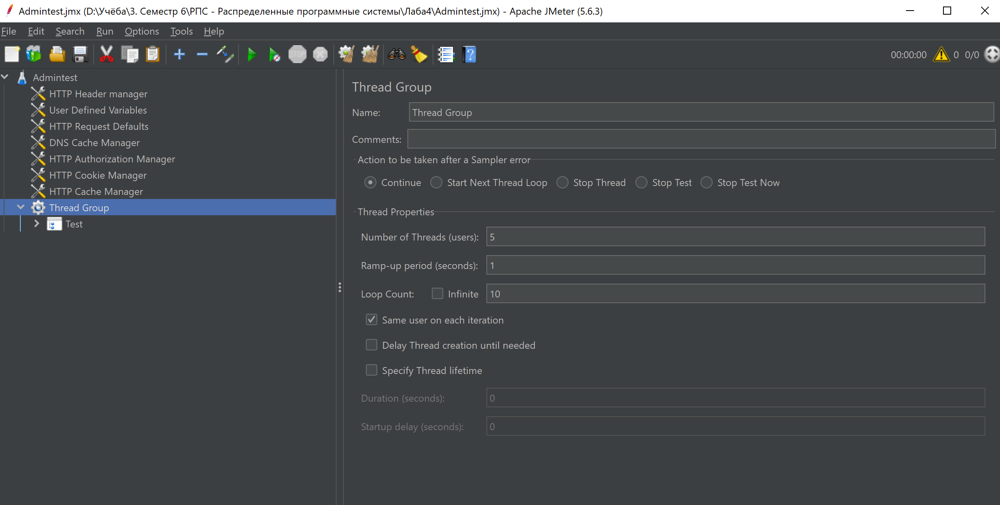 Admintest.jmx (D:\Учёба\3. Семестр 6\РПС - Распределенные программные системы\Лаба4\Admintest.jmx) - Apache JMeter (5.6.3)
File Edit Search Run Options Tools Help
STOP
00:00:00 0 0/0
Admintest
HTTP Header manager
User Defined Variables
HTTP Request Defaults
DNS Cache Manager
HTTP Authorization Manager
HTTP Cookie Manager
HTTP Cache Manager
Thread Group
Test
Thread Group
Name: Thread Group
Comments:
Action to be taken after a Sampler error
Continue Start Next Thread Loop Stop Thread Stop Test Stop Test Now
Thread Properties
Number of Threads (users): 5
Ramp-up period (seconds): 1
Loop Count: Infinite 10
Same user on each iteration
Delay Thread creation until needed
Specify Thread lifetime
Duration (seconds): 0
Startup delay (seconds): 0